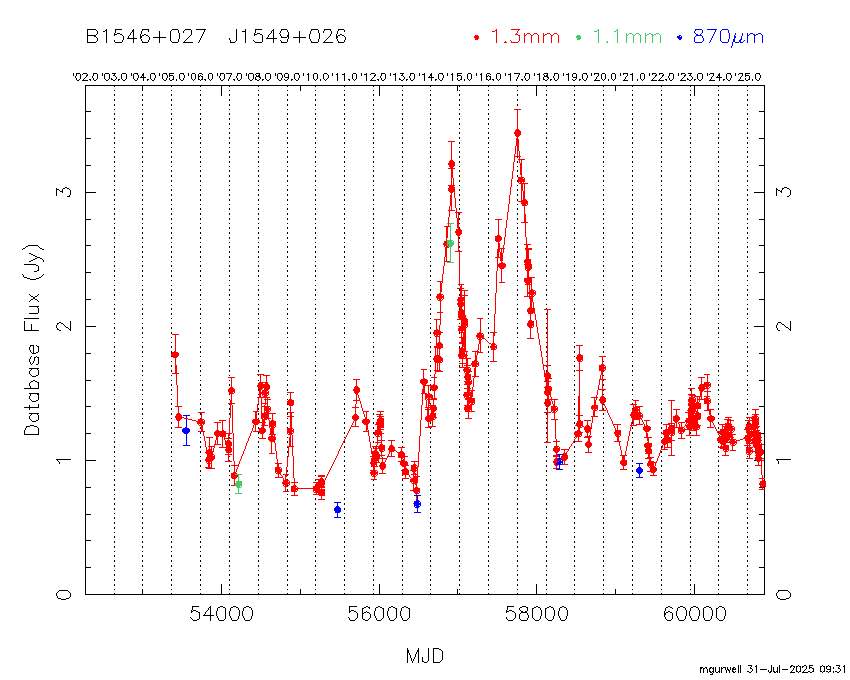 B1546+027 J1549+026 1.3mm 1.1mm 870μm
'02.0 '03.0 '04.0 '05.0 '06.0 '07.0 '08.0 '09.0 '10.0 '11.0 '12.0 '13.0 '14.0 '15.0 '16.0 '17.0 '18.0 '19.0 '20.0 '21.0 '22.0 '23.0 '24.0 '25.0
3 3
2 2
Database Flux (Jy)
1 1
0 0
54000 56000 58000 60000
MJD
mgurwell 31-Jul-2025 09:31